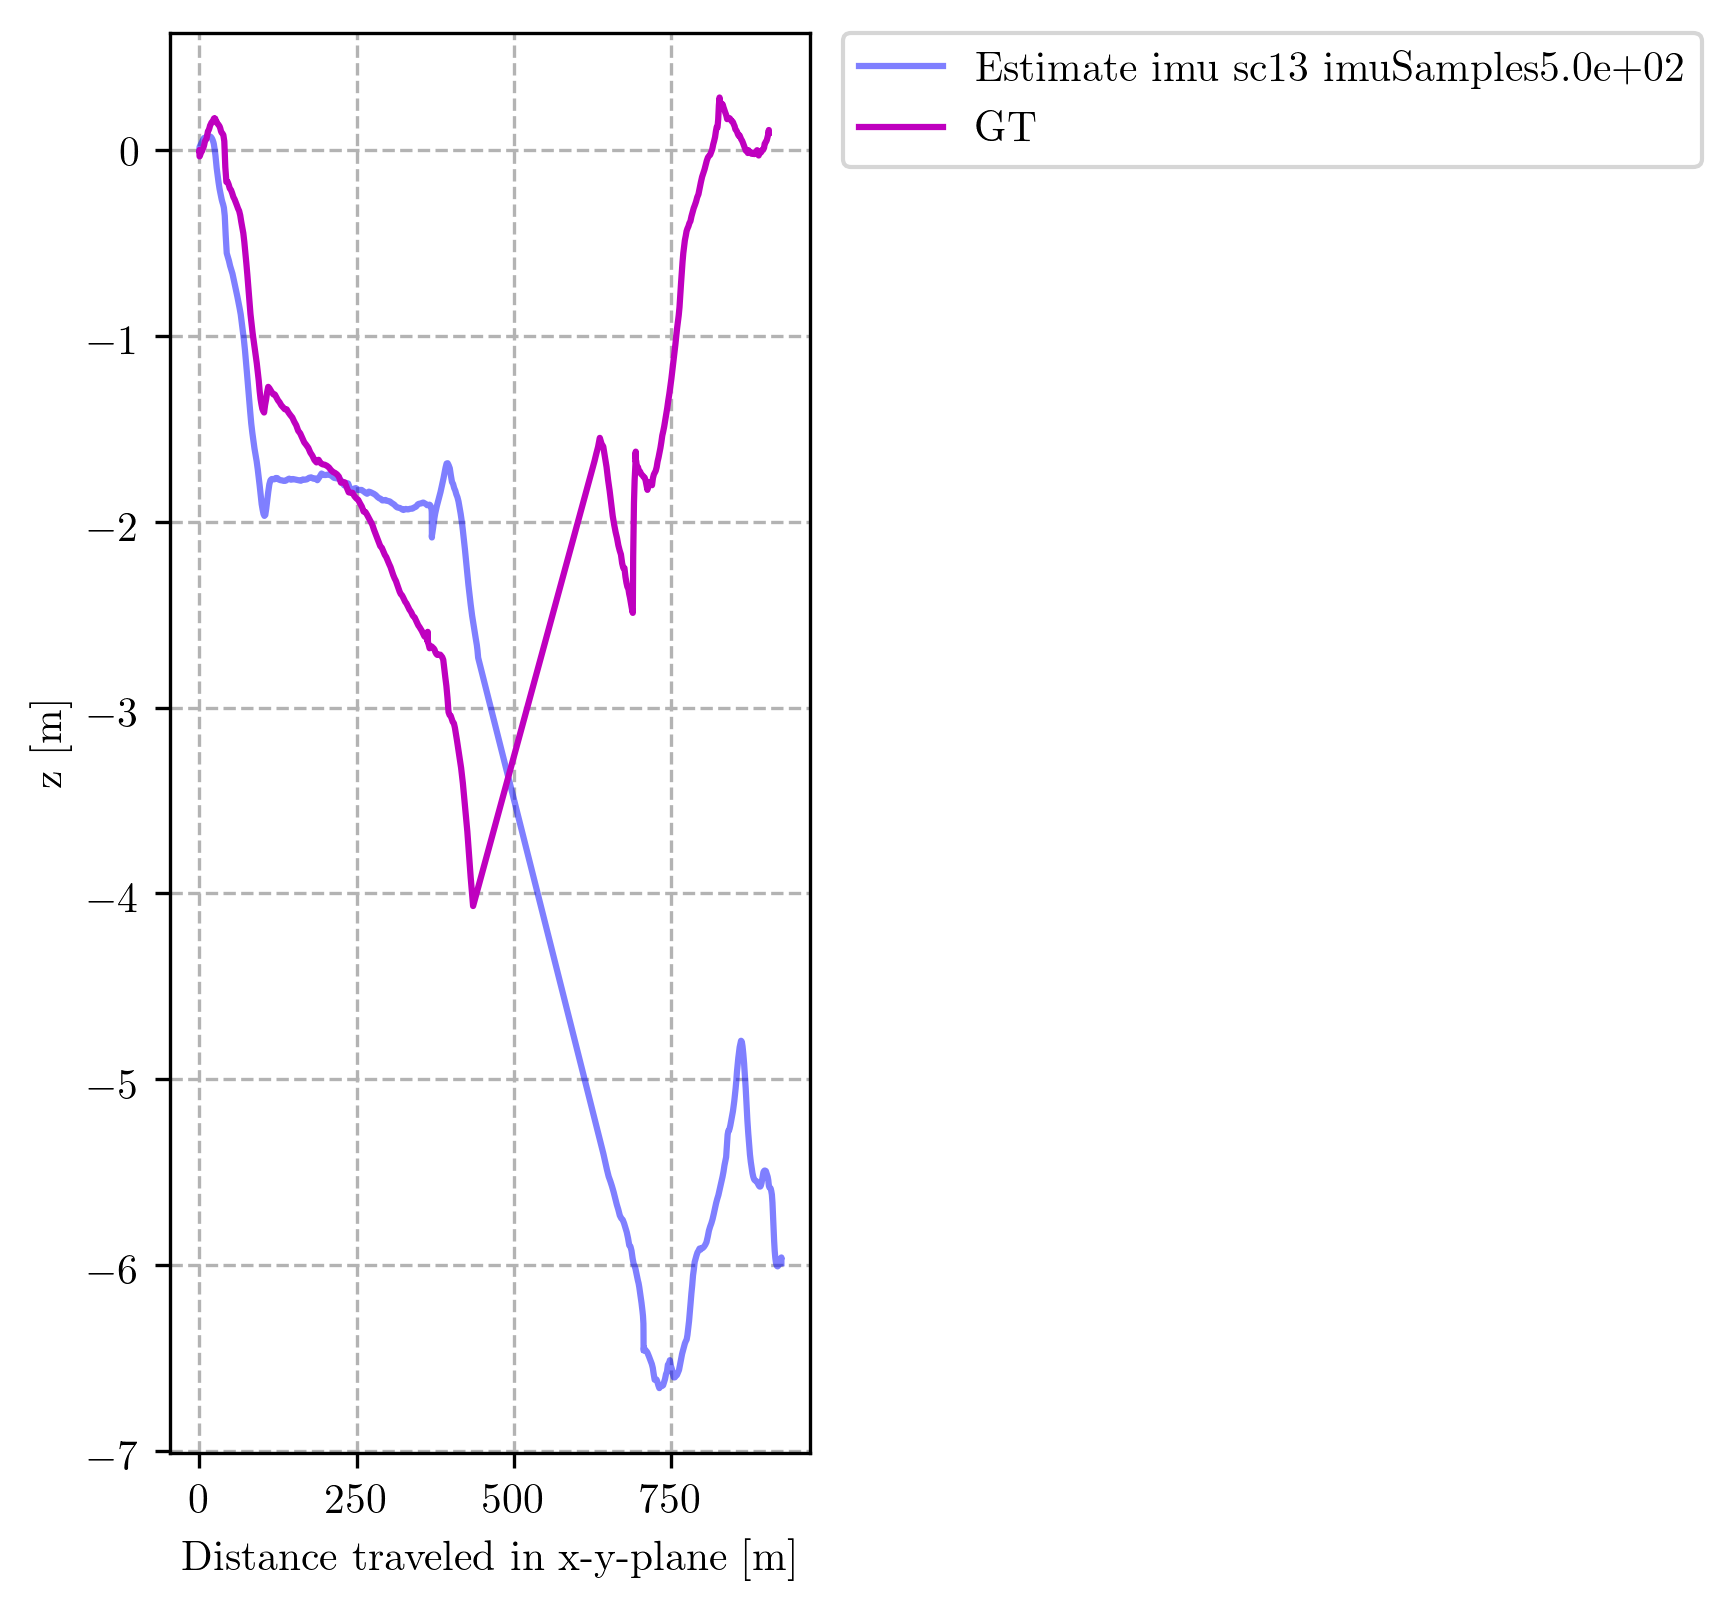 Estimate imu sc13 imuSamples5.0e+02
GT
0
−1
−2
−3
−4
−5
−6
−7
z [m]
0 250 500 750
Distance traveled in x-y-plane [m]